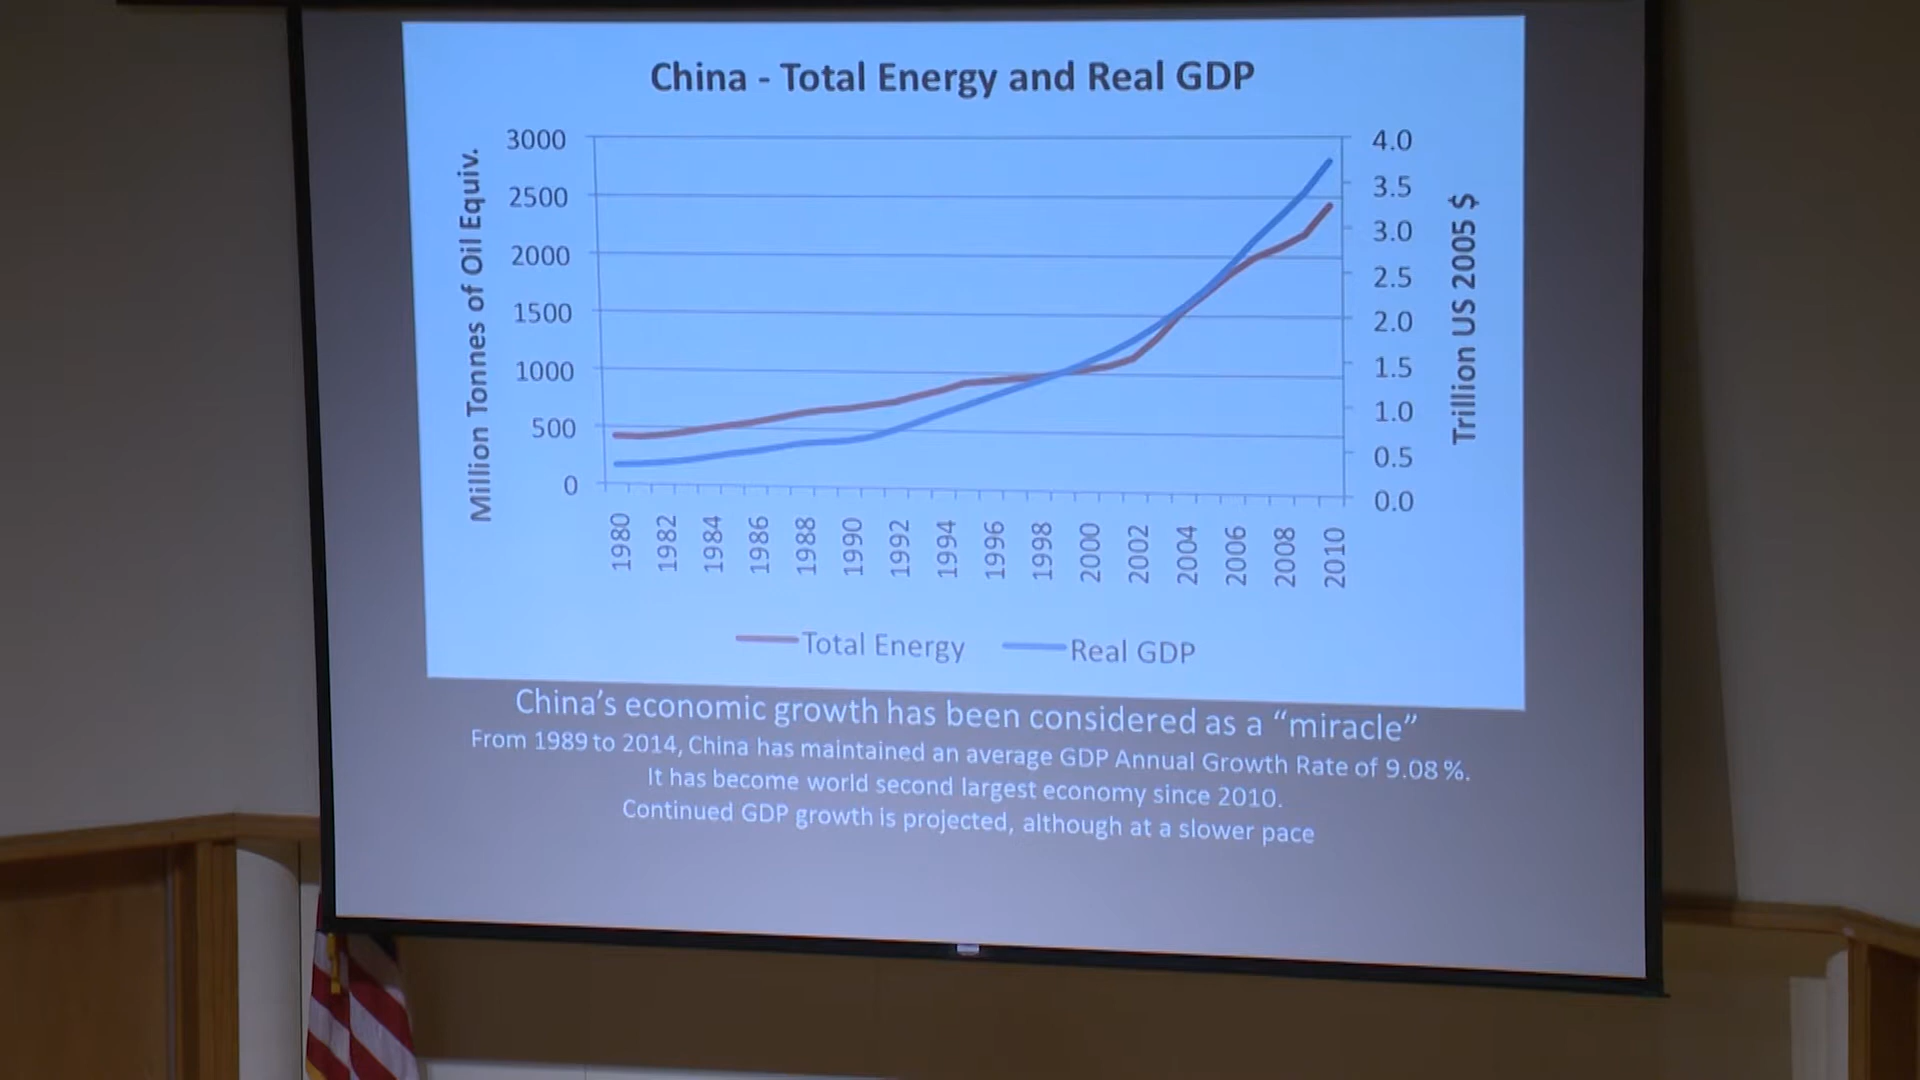 China - Total Energy and Real GDP
Million Tonnes of Oil Equiv.
3000
2500
2000
1500
1000
500
0
4.0
3.5
3.0
2.5
2.0
1.5
1.0
0.5
0.0
Trillion US 2005 $
1980 1982 1984 1986 1988 1990 1992 1994 1996 1998 2000 2002 2004 2006 2008 2010
Total Energy Real GDP
China's economic growth has been considered as a “miracle”
From 1989 to 2014, China has maintained an average GDP Annual Growth Rate of 9.08 %.
It has become world second largest economy since 2010.
Continued GDP growth is projected, although at a slower pace